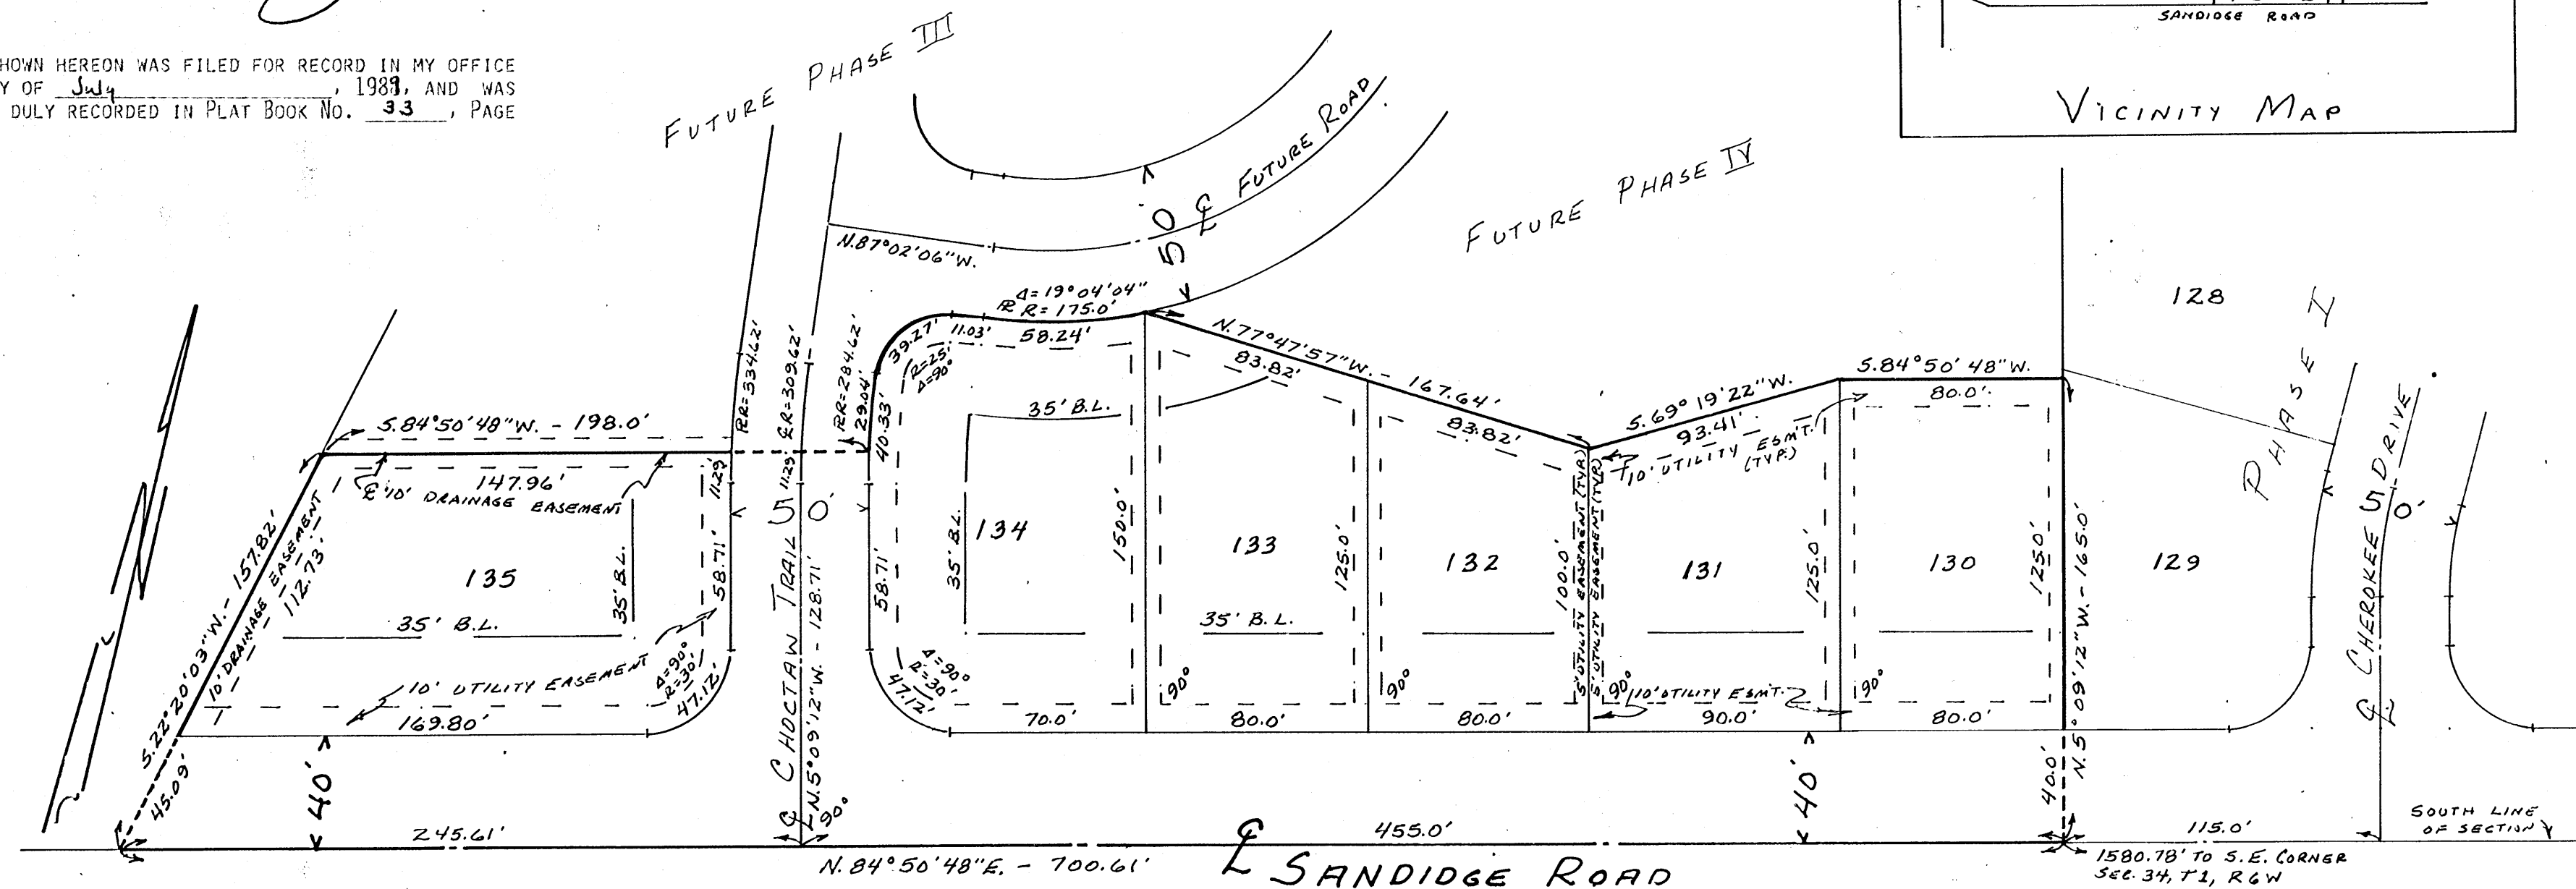 SANDIDGE ROAD
VICINITY MAP
HOWN HEREON WAS FILED FOR RECORD IN MY OFFICE
Y OF July, 1989, AND WAS
DULY RECORDED IN PLAT BOOK NO. 33, PAGE
FUTURE PHASE III
℄ FUTURE ROAD
50
FUTURE PHASE IV
N.87°02'06"W.
Δ=19°04'04"
R=175.0'
11.03'
58.24'
39.27'
R=25'
Δ=90°
N.77°47'57"W. - 167.64'
83.82'
83.82'
S.69°19'22"W.
93.41'
10' UTILITY ESMT.
(TYP.)
S.84°50'48"W.
80.0'
128
PHASE I
S.84°50'48"W. - 198.0'
147.96'
℄ 10' DRAINAGE EASEMENT
R=334.62'
℄R=309.62'
R=284.62'
29.04'
40.33'
11.29'
11.29'
50'
S.22°20'03"W. - 157.82'
10' DRAINAGE EASEMENT
112.73'
135
35' B.L.
35' B.L.
58.71'
10' UTILITY EASEMENT
Δ=90°
R=30'
47.12'
169.80'
45.09'
40'
℄ CHOCTAW TRAIL
N.5°09'12"W. - 128.71'
90°
58.71'
35' B.L.
35' B.L.
134
150.0'
Δ=90°
R=30'
47.12'
70.0'
133
125.0'
35' B.L.
90°
80.0'
132
100.0'
90°
80.0'
5' UTILITY EASEMENT (TYP.)
5' UTILITY EASEMENT (TYP.)
131
125.0'
90°
10' UTILITY ESMT.
90.0'
130
125.0'
90°
80.0'
N.5°09'12"W. - 165.0'
40.0'
129
℄ CHEROKEE DRIVE
50'
40'
245.61'
455.0'
115.0'
SOUTH LINE
OF SECTION
N.84°50'48"E. - 700.61'
℄ SANDIDGE ROAD
1580.78' TO S.E. CORNER
SEC. 34, T1, R6W